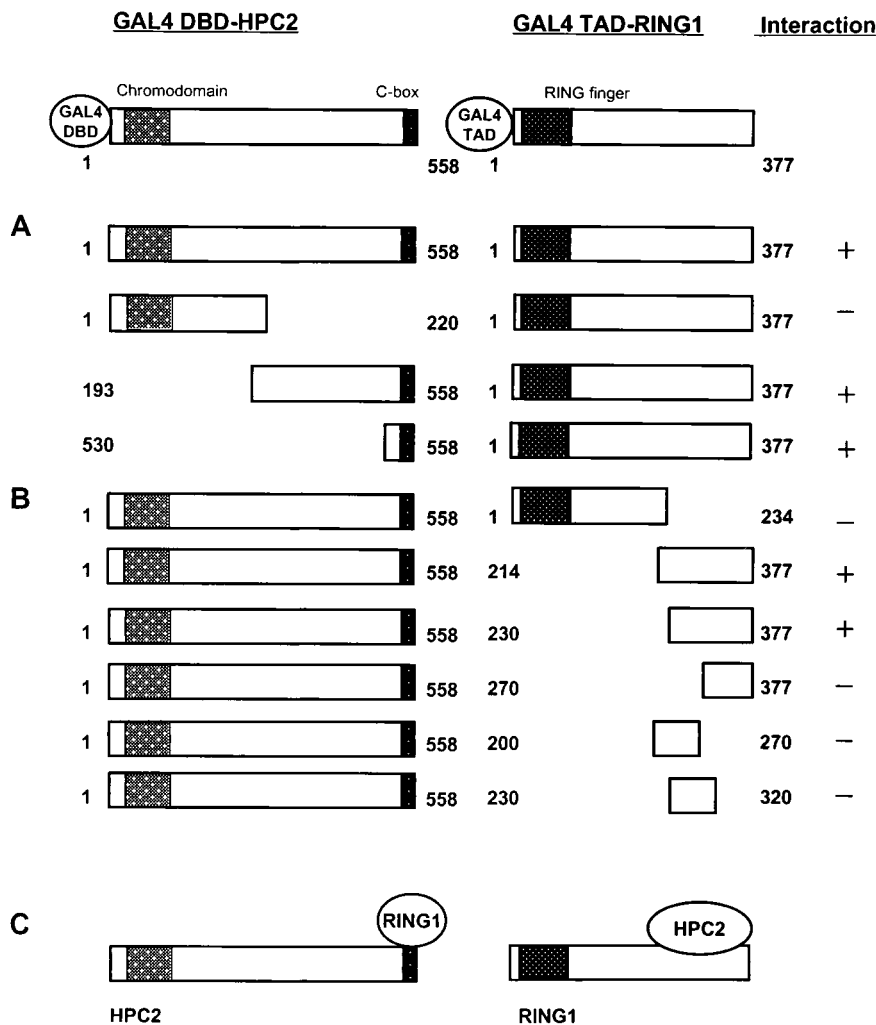 GAL4 DBD-HPC2 GAL4 TAD-RING1 Interaction
Chromodomain C-box RING finger
GAL4 DBD GAL4 TAD
1 558 1 377
A
1 558 1 377 +
1 220 1 377 −
193 558 1 377 +
530 558 1 377 +
B
1 558 1 234 −
1 558 214 377 +
1 558 230 377 +
1 558 270 377 −
1 558 200 270 −
1 558 230 320 −
C
RING1 HPC2
HPC2 RING1